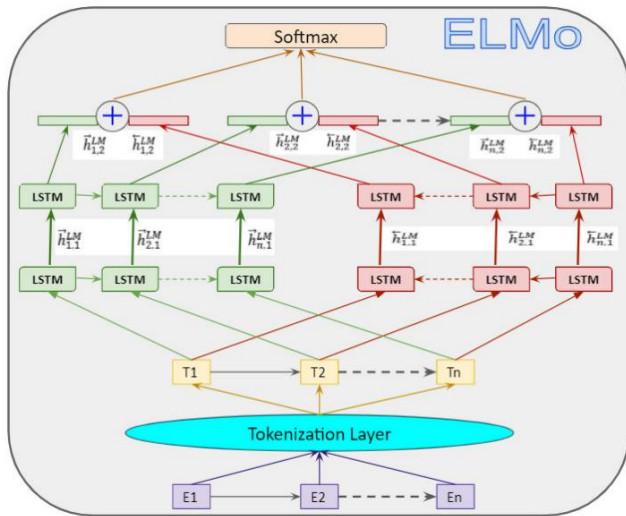 ELMo
Softmax
+ + +
h⃗₁,₂ᴸᴹ h⃖₁,₂ᴸᴹ h⃗₂,₂ᴸᴹ h⃖₂,₂ᴸᴹ h⃗ₙ,₂ᴸᴹ h⃖ₙ,₂ᴸᴹ
LSTM LSTM LSTM LSTM LSTM LSTM
h⃗₁,₁ᴸᴹ h⃗₂,₁ᴸᴹ h⃗ₙ,₁ᴸᴹ h⃖₁,₁ᴸᴹ h⃖₂,₁ᴸᴹ h⃖ₙ,₁ᴸᴹ
LSTM LSTM LSTM LSTM LSTM LSTM
T1 T2 Tn
Tokenization Layer
E1 E2 En